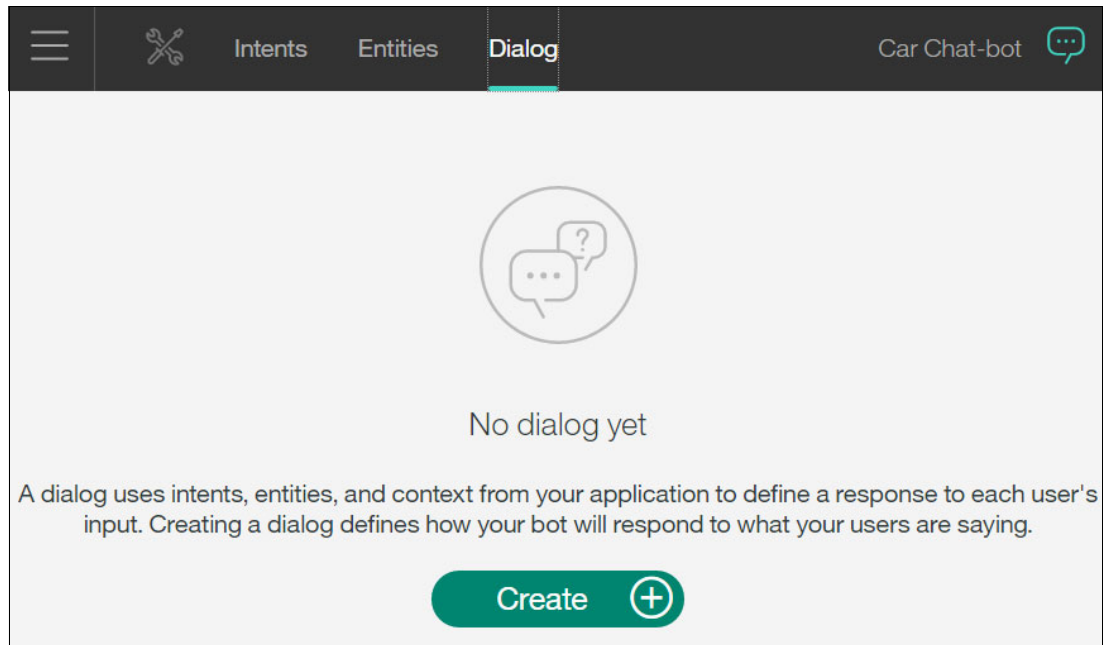 Intents Entities Dialog Car Chat-bot
?
No dialog yet
A dialog uses intents, entities, and context from your application to define a response to each user's
input. Creating a dialog defines how your bot will respond to what your users are saying.
Create